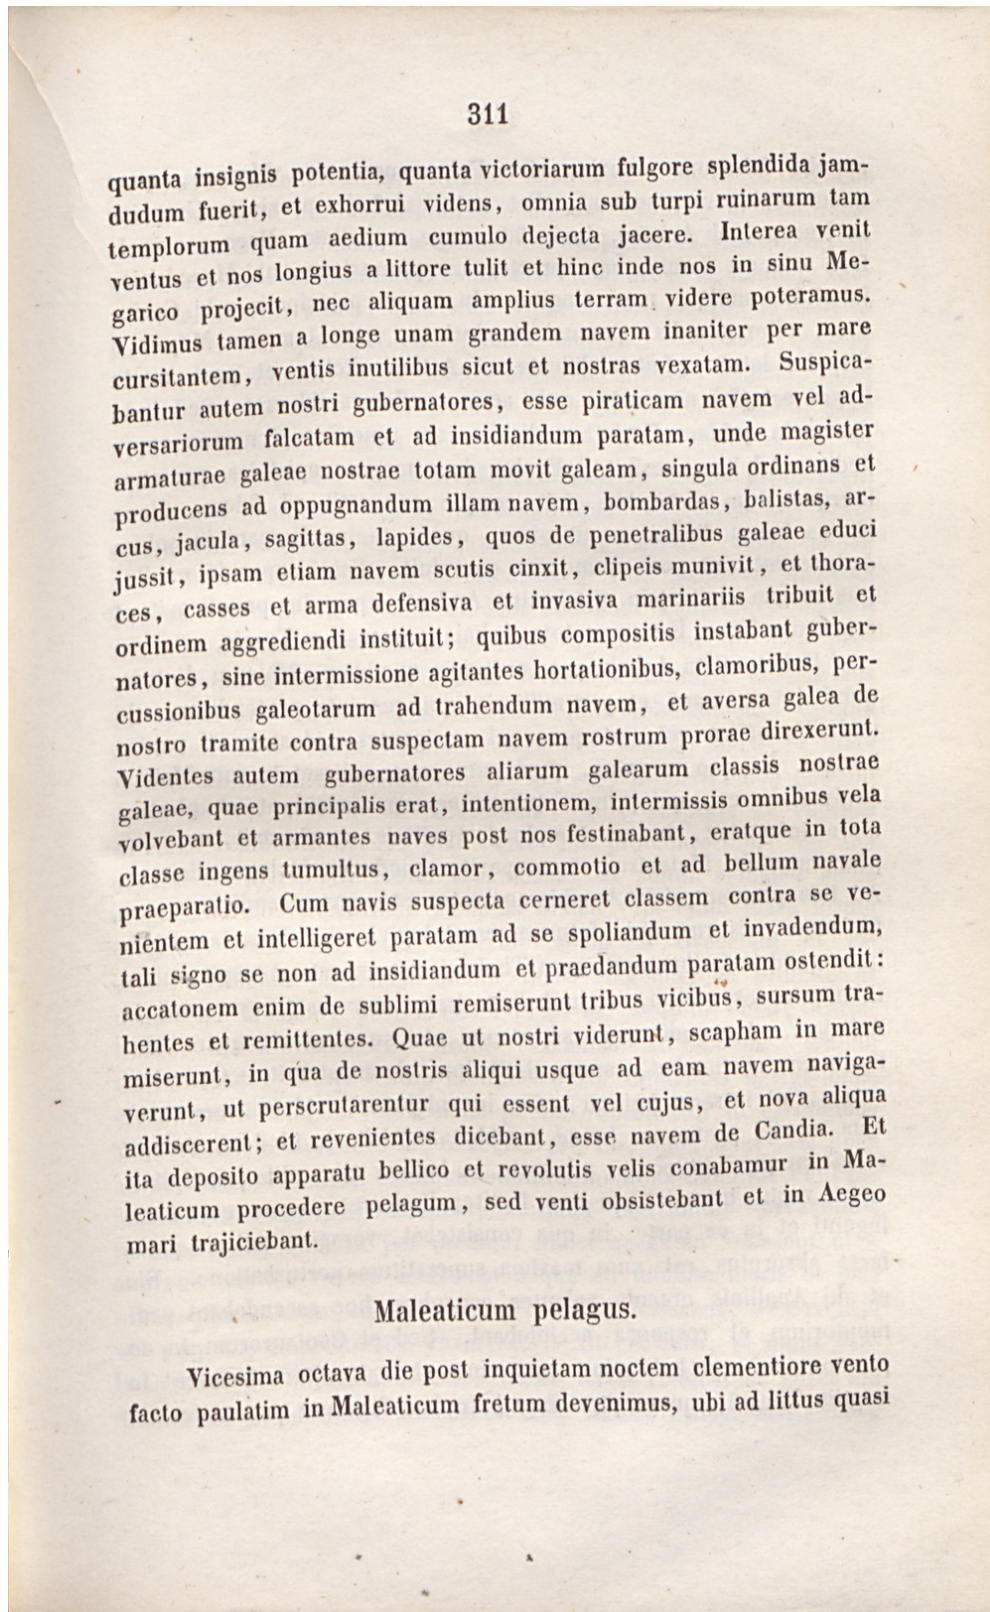 311
quanta insignis potentia, quanta victoriarum fulgore splendida jam-
dudum fuerit, et exhorrui videns, omnia sub turpi ruinarum tam
templorum quam aedium cumulo dejecta jacere. Interea venit
ventus et nos longius a littore tulit et hinc inde nos in sinu Me-
garico projecit, nec aliquam amplius terram videre poteramus.
Vidimus tamen a longe unam grandem navem inaniter per mare
cursitantem, ventis inutilibus sicut et nostras vexatam. Suspica-
bantur autem nostri gubernatores, esse piraticam navem vel ad-
versariorum falcatam et ad insidiandum paratam, unde magister
armaturae galeae nostrae totam movit galeam, singula ordinans et
producens ad oppugnandum illam navem, bombardas, balistas, ar-
cus, jacula, sagittas, lapides, quos de penetralibus galeae educi
jussit, ipsam etiam navem scutis cinxit, clipeis munivit, et thora-
ces, casses et arma defensiva et invasiva marinariis tribuit et
ordinem aggrediendi instituit; quibus compositis instabant guber-
natores, sine intermissione agitantes hortationibus, clamoribus, per-
cussionibus galeotarum ad trahendum navem, et aversa galea de
nostro tramite contra suspectam navem rostrum prorae direxerunt.
Videntes autem gubernatores aliarum galearum classis nostrae
galeae, quae principalis erat, intentionem, intermissis omnibus vela
volvebant et armantes naves post nos festinabant, eratque in tota
classe ingens tumultus, clamor, commotio et ad bellum navale
praeparatio. Cum navis suspecta cerneret classem contra se ve-
nientem et intelligeret paratam ad se spoliandum et invadendum,
tali signo se non ad insidiandum et praedandum paratam ostendit:
accatonem enim de sublimi remiserunt tribus vicibus, sursum tra-
hentes et remittentes. Quae ut nostri viderunt, scapham in mare
miserunt, in qua de nostris aliqui usque ad eam navem naviga-
verunt, ut perscrutarentur qui essent vel cujus, et nova aliqua
addiscerent; et revenientes dicebant, esse navem de Candia. Et
ita deposito apparatu bellico et revolutis velis conabamur in Ma-
leaticum procedere pelagum, sed venti obsistebant et in Aegeo
mari trajiciebant.
Maleaticum pelagus.
Vicesima octava die post inquietam noctem clementiore vento
facto paulatim in Maleaticum fretum devenimus, ubi ad littus quasi